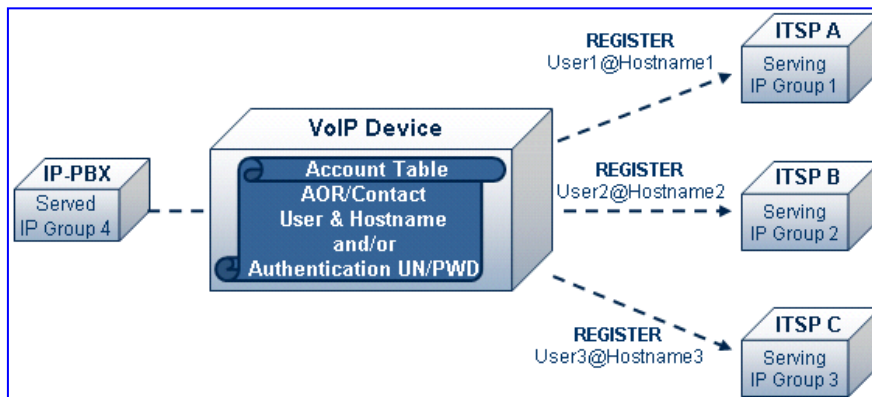 IP-PBX
Served
IP Group 4
VoIP Device
Account Table
AOR/Contact
User & Hostname
and/or
Authentication UN/PWD
REGISTER
User1@Hostname1
ITSP A
Serving
IP Group 1
REGISTER
User2@Hostname2
ITSP B
Serving
IP Group 2
REGISTER
User3@Hostname3
ITSP C
Serving
IP Group 3